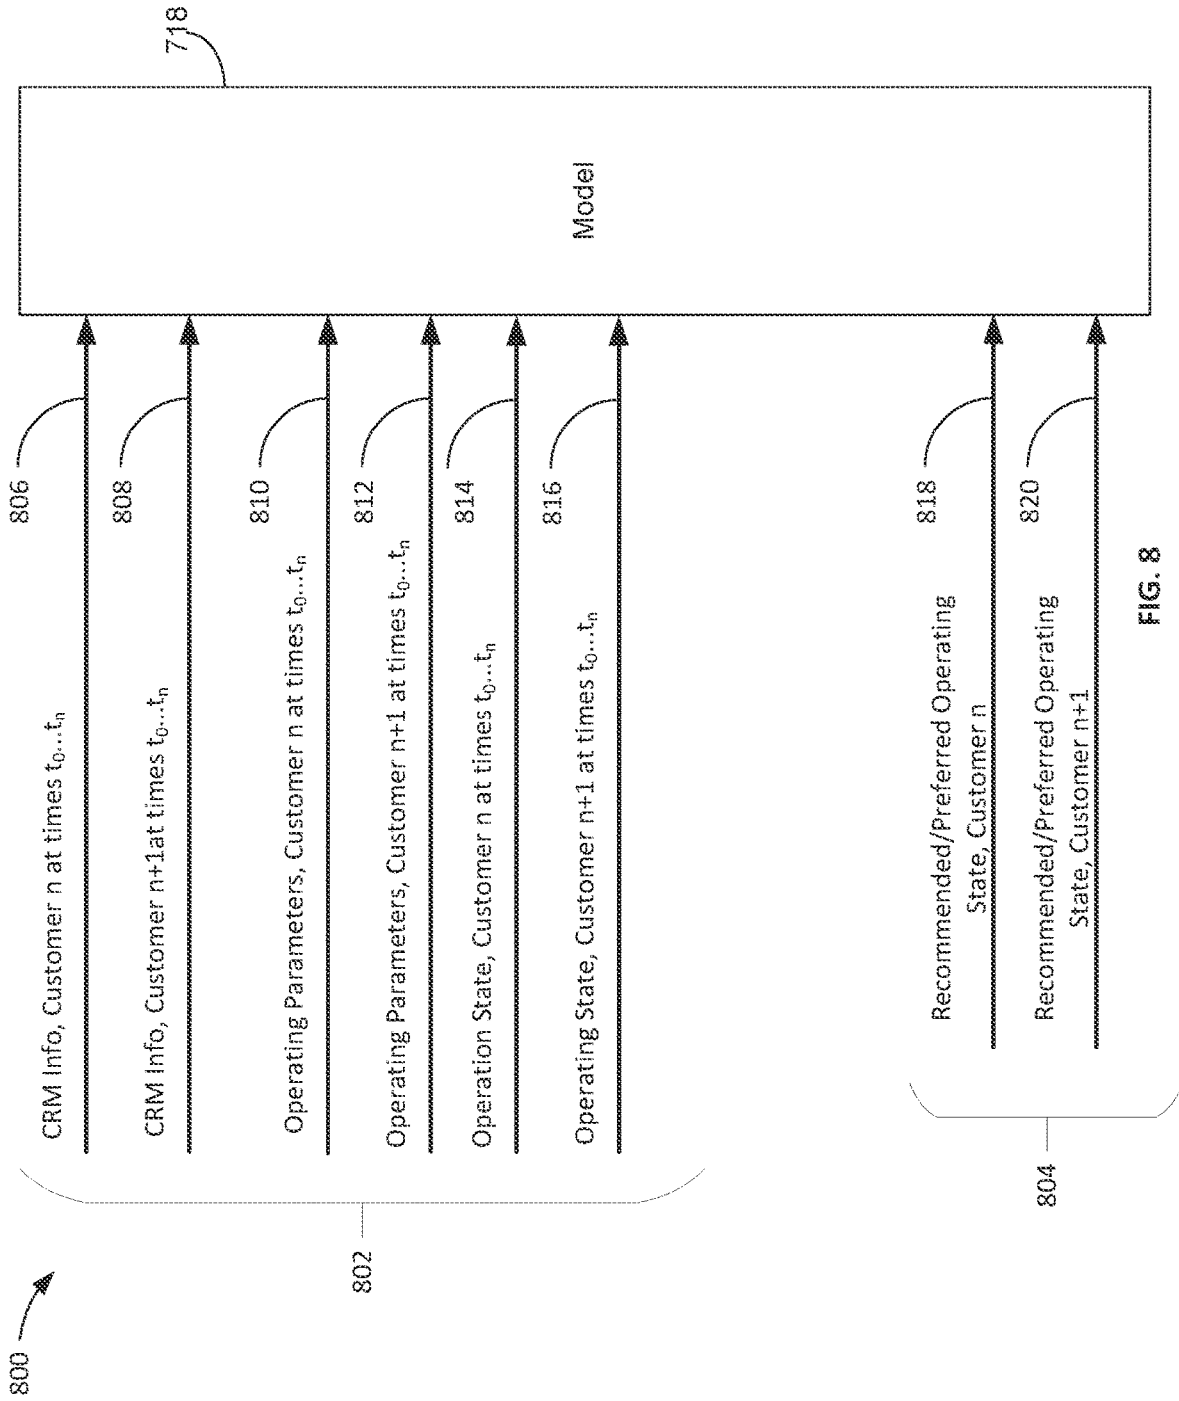 800
718
806
CRM Info, Customer n at times t₀...tₙ
808
CRM Info, Customer n+1at times t₀...tₙ
810
Operating Parameters, Customer n at times t₀...tₙ
812
Operating Parameters, Customer n+1 at times t₀...tₙ
814
Operation State, Customer n at times t₀...tₙ
816
Operating State, Customer n+1 at times t₀...tₙ
802
Model
818
Recommended/Preferred Operating
State, Customer n
820
Recommended/Preferred Operating
State, Customer n+1
804
FIG. 8